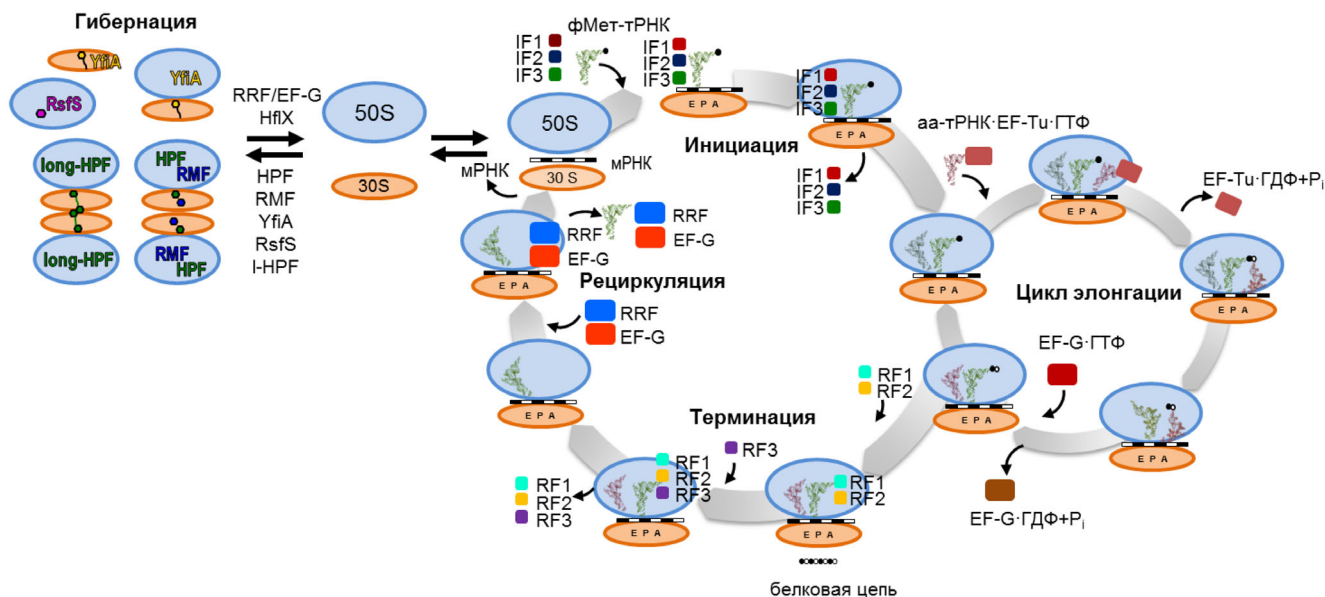 Гибернация
YfiA
YfiA
RsfS
long-HPF
HPF
RMF
long-HPF
RMF
HPF
RRF/EF-G
HflX
HPF
RMF
YfiA
RsfS
l-HPF
50S
30S
IF1
IF2
IF3
фМет-тРНК
50S
мРНК
30 S
мРНК
IF1
IF2
IF3
E P A
IF1
IF2
IF3
E P A
Инициация
IF1
IF2
IF3
аа-тРНК·EF-Tu·ГТФ
E P A
EF-Tu·ГДФ+Pi
E P A
E P A
Цикл элонгации
EF-G·ГТФ
E P A
EF-G·ГДФ+Pi
E P A
RF1
RF2
Терминация
RF1
RF2
E P A
белковая цепь
RF3
RF1
RF2
RF3
E P A
RF1
RF2
RF3
E P A
RRF
EF-G
Рециркуляция
RRF
EF-G
E P A
RRF
EF-G